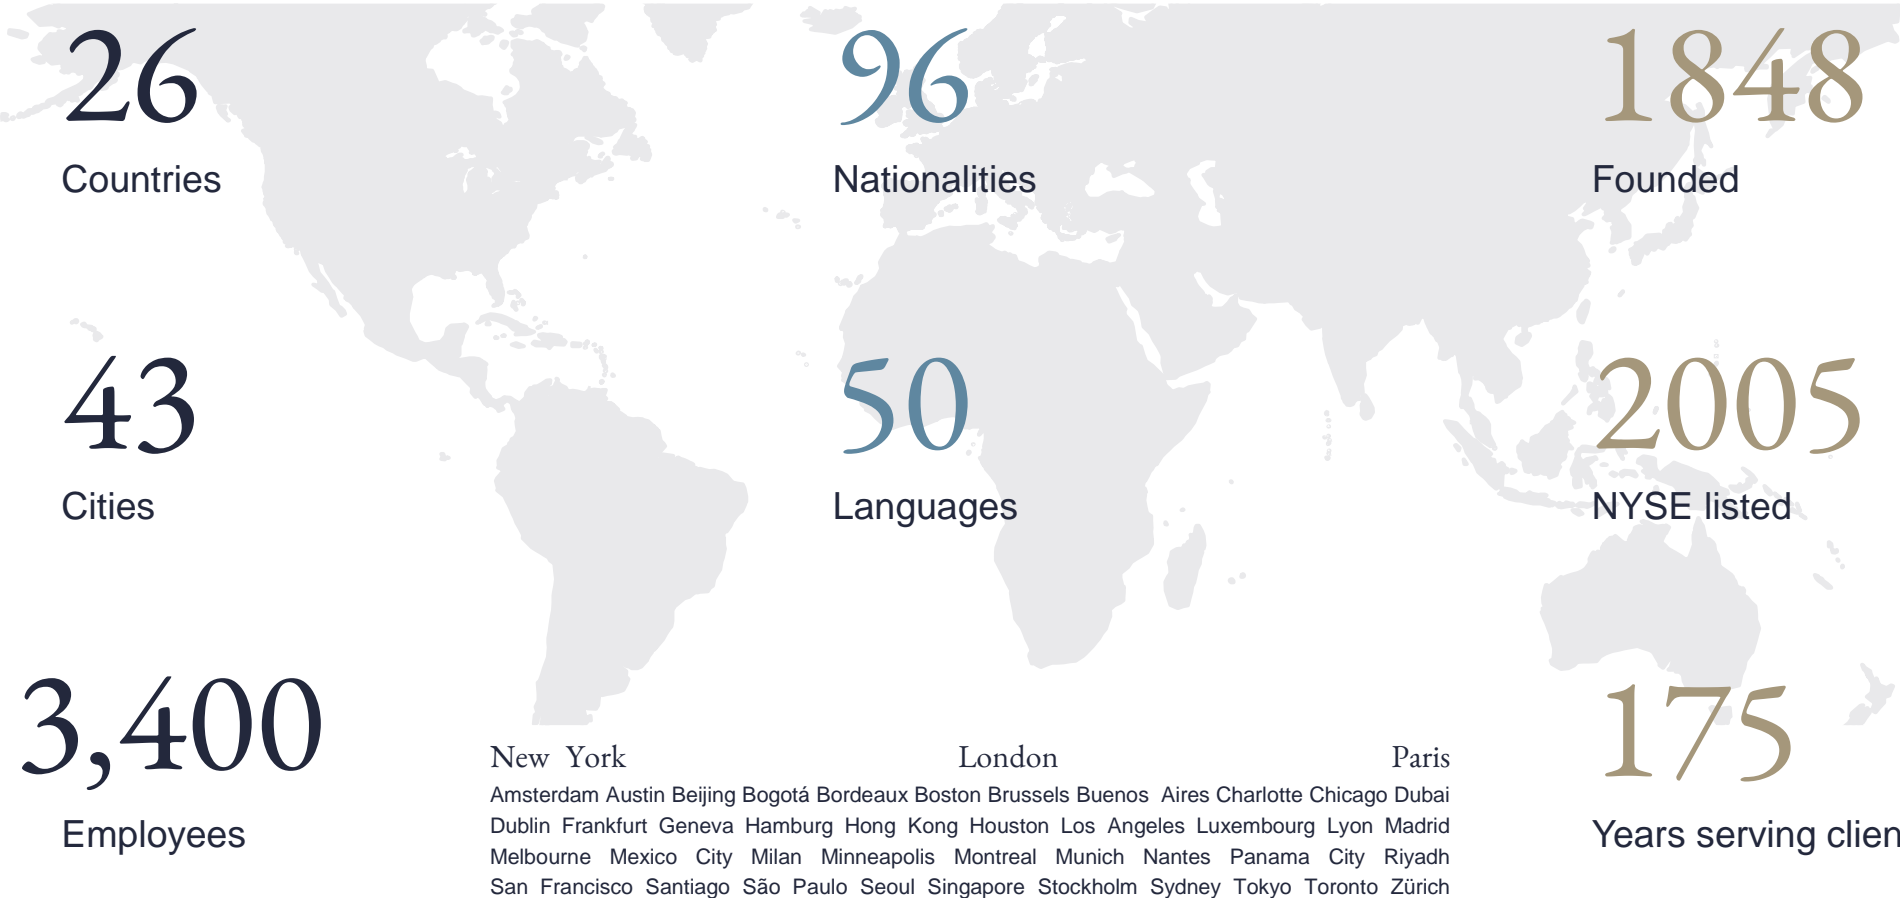 26
Countries
96
Nationalities
1848
Founded
43
Cities
50
Languages
2005
NYSE listed
3,400
Employees
New York London Paris
Amsterdam Austin Beijing Bogotá Bordeaux Boston Brussels Buenos Aires Charlotte Chicago Dubai
Dublin Frankfurt Geneva Hamburg Hong Kong Houston Los Angeles Luxembourg Lyon Madrid
Melbourne Mexico City Milan Minneapolis Montreal Munich Nantes Panama City Riyadh
San Francisco Santiago São Paulo Seoul Singapore Stockholm Sydney Tokyo Toronto Zürich
175
Years serving clien